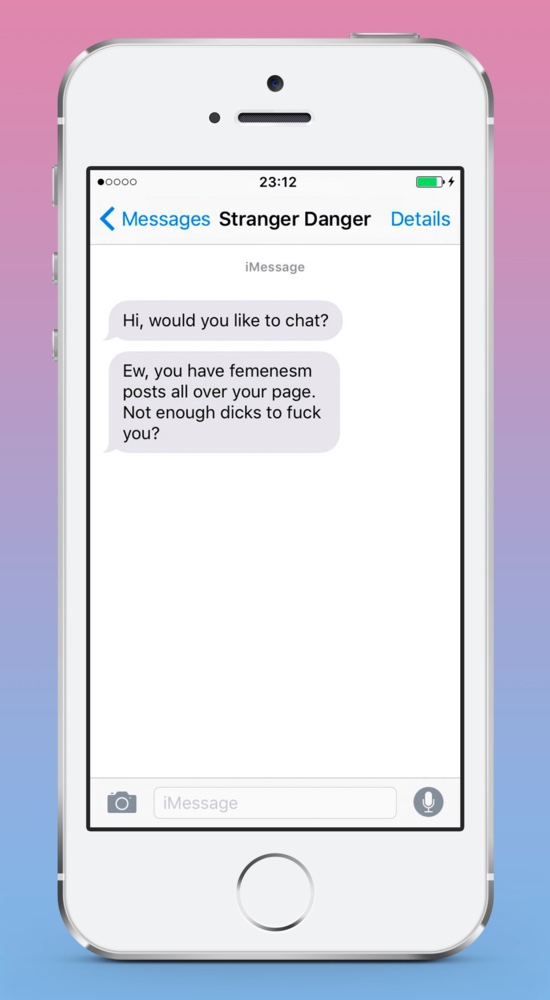 23:12
Messages Stranger Danger Details
iMessage
Hi, would you like to chat?
Ew, you have femenesm
posts all over your page.
Not enough dicks to fuck
you?
iMessage